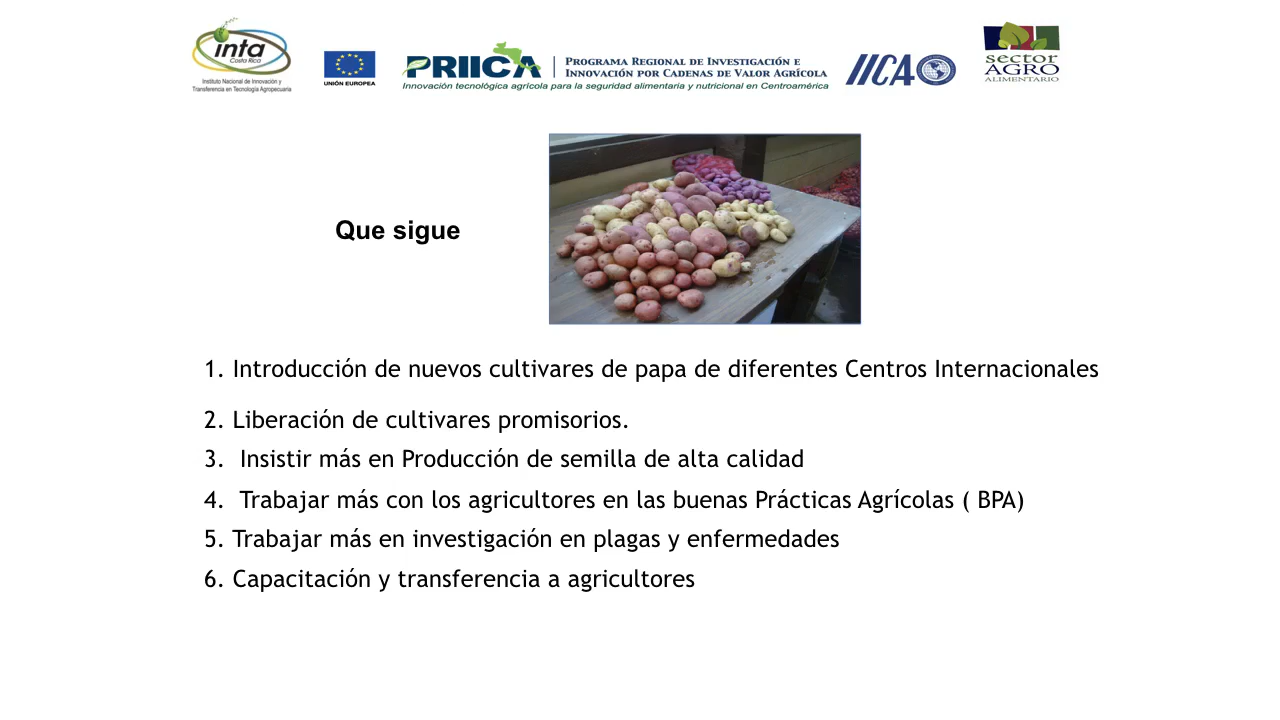 inta
Costa Rica
Instituto Nacional de Innovación y
Transferencia en Tecnología Agropecuaria
UNIÓN EUROPEA
PRIICA
PROGRAMA REGIONAL DE INVESTIGACIÓN E
INNOVACIÓN POR CADENAS DE VALOR AGRÍCOLA
Innovación tecnológica agrícola para la seguridad alimentaria y nutricional en Centroamérica
IICA
sector
AGRO
ALIMENTARIO
Que sigue
1. Introducción de nuevos cultivares de papa de diferentes Centros Internacionales
2. Liberación de cultivares promisorios.
3.  Insistir más en Producción de semilla de alta calidad
4.  Trabajar más con los agricultores en las buenas Prácticas Agrícolas ( BPA)
5. Trabajar más en investigación en plagas y enfermedades
6. Capacitación y transferencia a agricultores